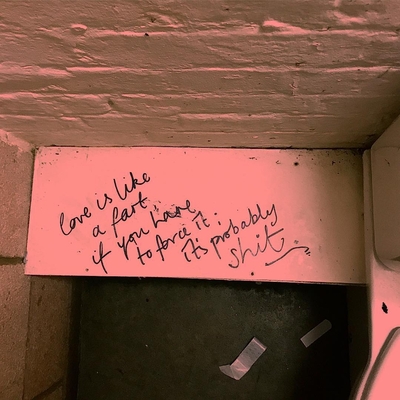 love is like
a fart,
if you have
to force it.
it's probably
shit.